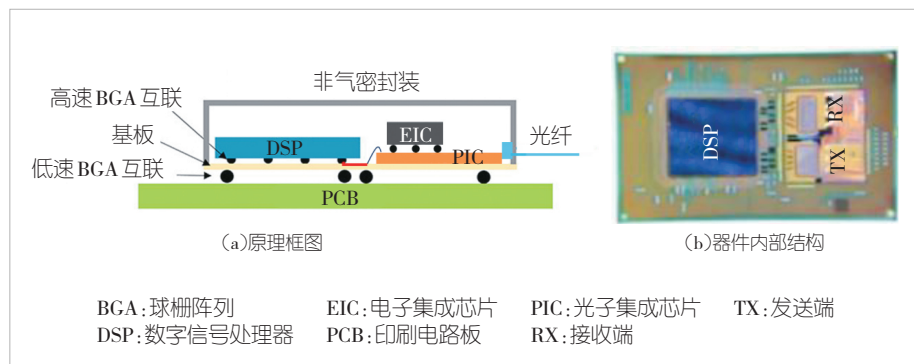 非气密封装
高速BGA互联
基板
低速BGA互联
DSP
EIC
PIC
光纤
PCB
(a)原理框图
DSP
TX
RX
(b)器件内部结构
BGA:球栅阵列 EIC:电子集成芯片 PIC:光子集成芯片 TX:发送端
DSP:数字信号处理器 PCB:印刷电路板 RX:接收端